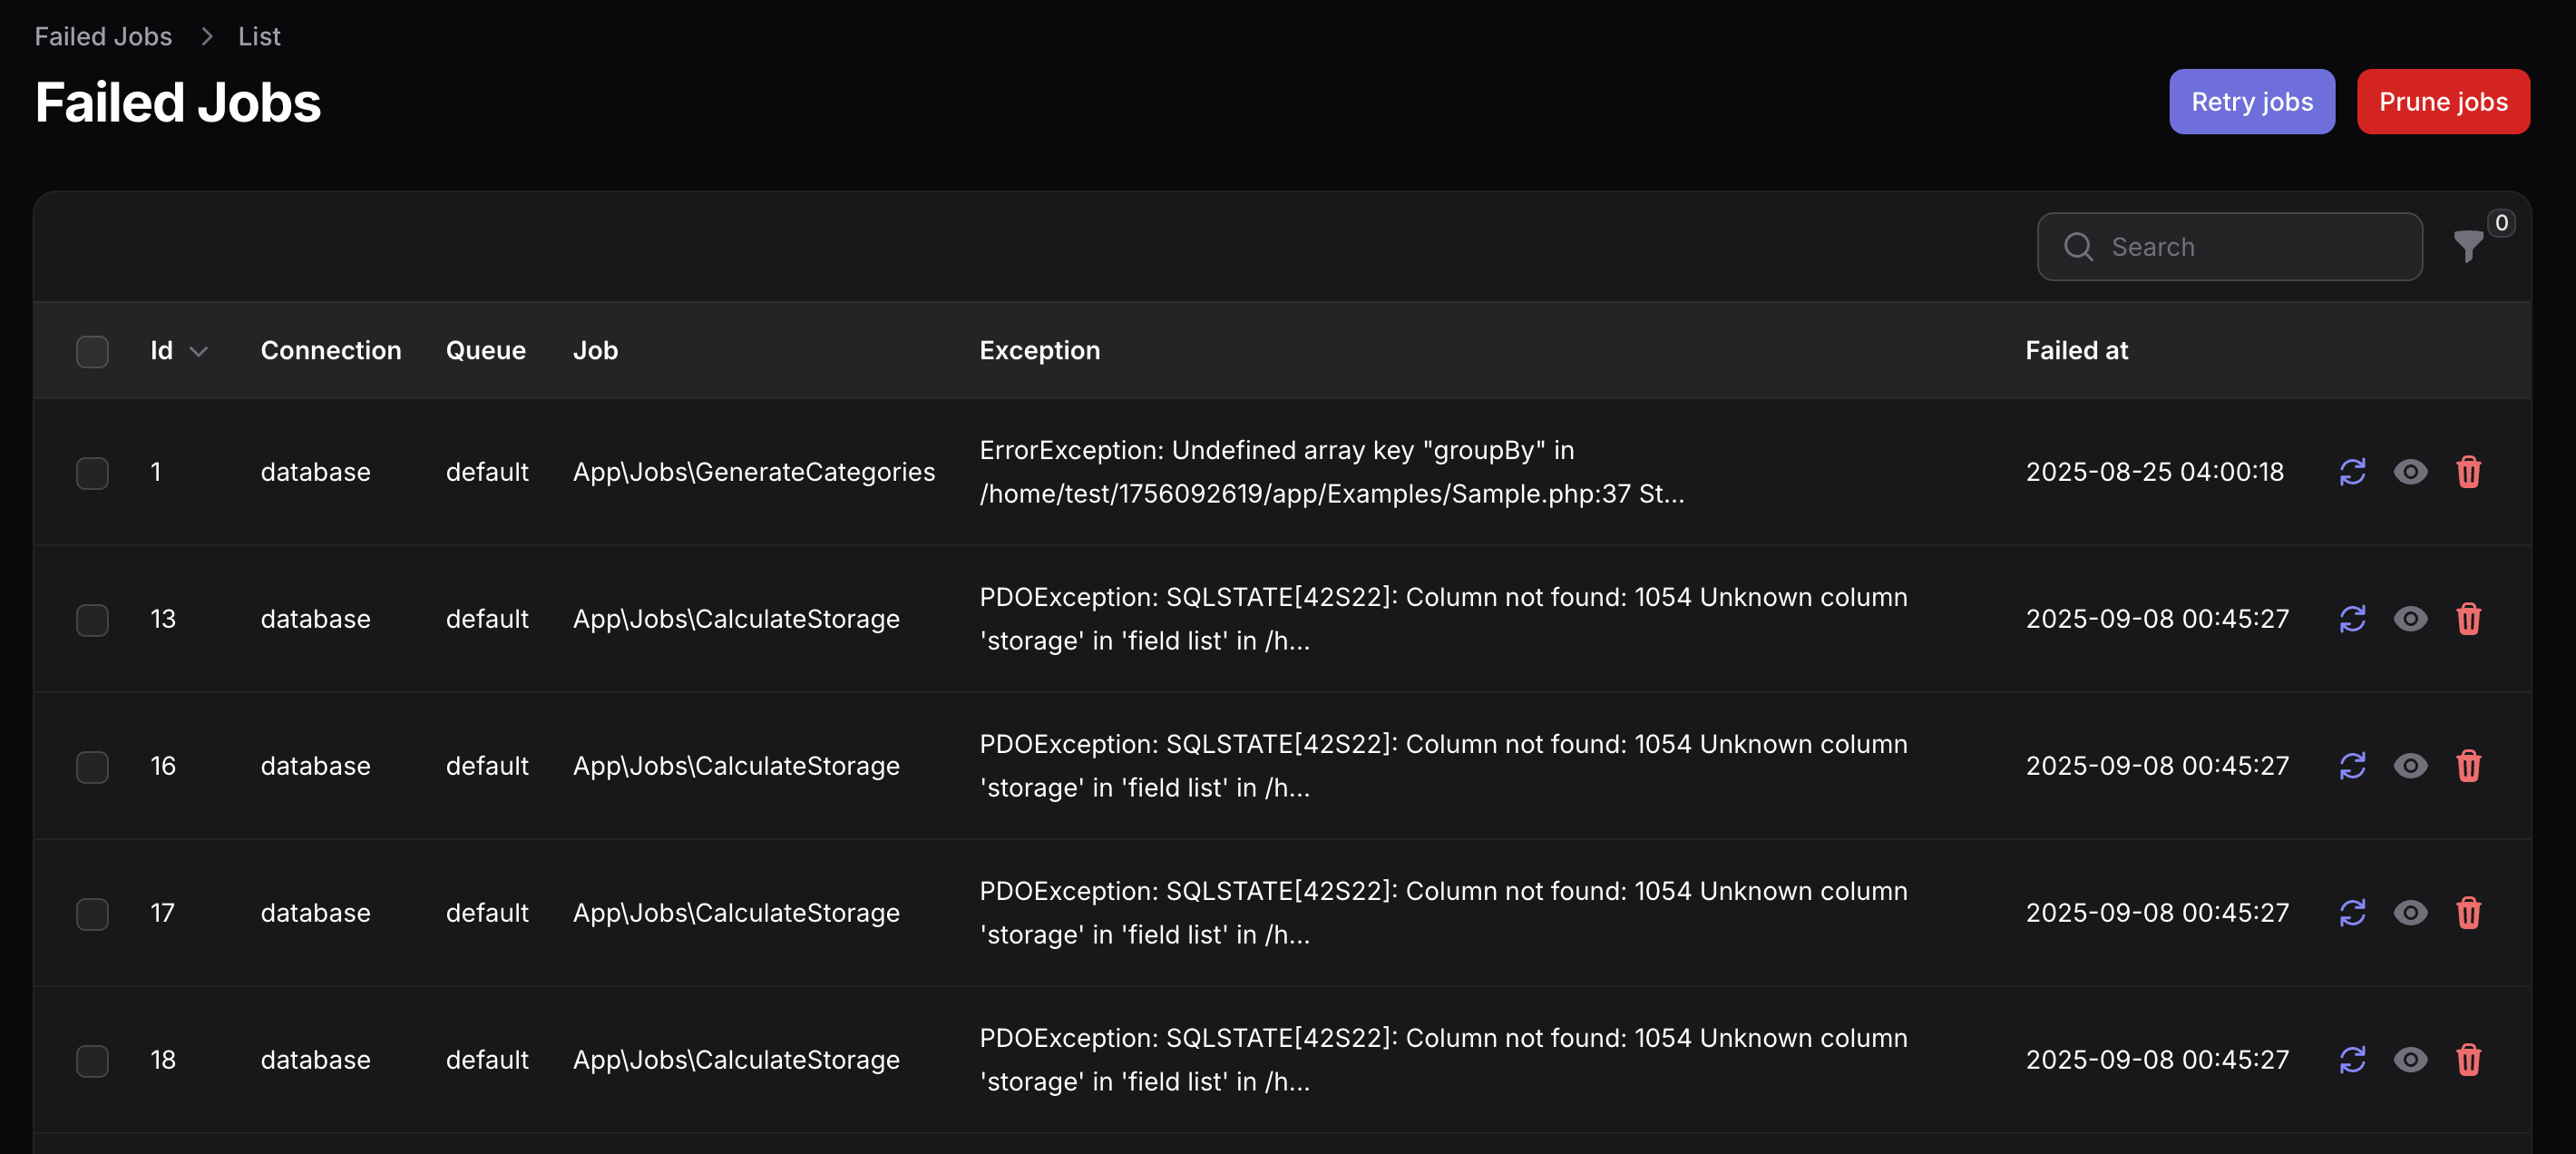 Failed Jobs > List
Failed Jobs
Retry jobs
Prune jobs
Search
0
Id Connection Queue Job Exception Failed at
1 database default App\Jobs\GenerateCategories ErrorException: Undefined array key "groupBy" in
/home/test/1756092619/app/Examples/Sample.php:37 St... 2025-08-25 04:00:18
13 database default App\Jobs\CalculateStorage PDOException: SQLSTATE[42S22]: Column not found: 1054 Unknown column
'storage' in 'field list' in /h... 2025-09-08 00:45:27
16 database default App\Jobs\CalculateStorage PDOException: SQLSTATE[42S22]: Column not found: 1054 Unknown column
'storage' in 'field list' in /h... 2025-09-08 00:45:27
17 database default App\Jobs\CalculateStorage PDOException: SQLSTATE[42S22]: Column not found: 1054 Unknown column
'storage' in 'field list' in /h... 2025-09-08 00:45:27
18 database default App\Jobs\CalculateStorage PDOException: SQLSTATE[42S22]: Column not found: 1054 Unknown column
'storage' in 'field list' in /h... 2025-09-08 00:45:27